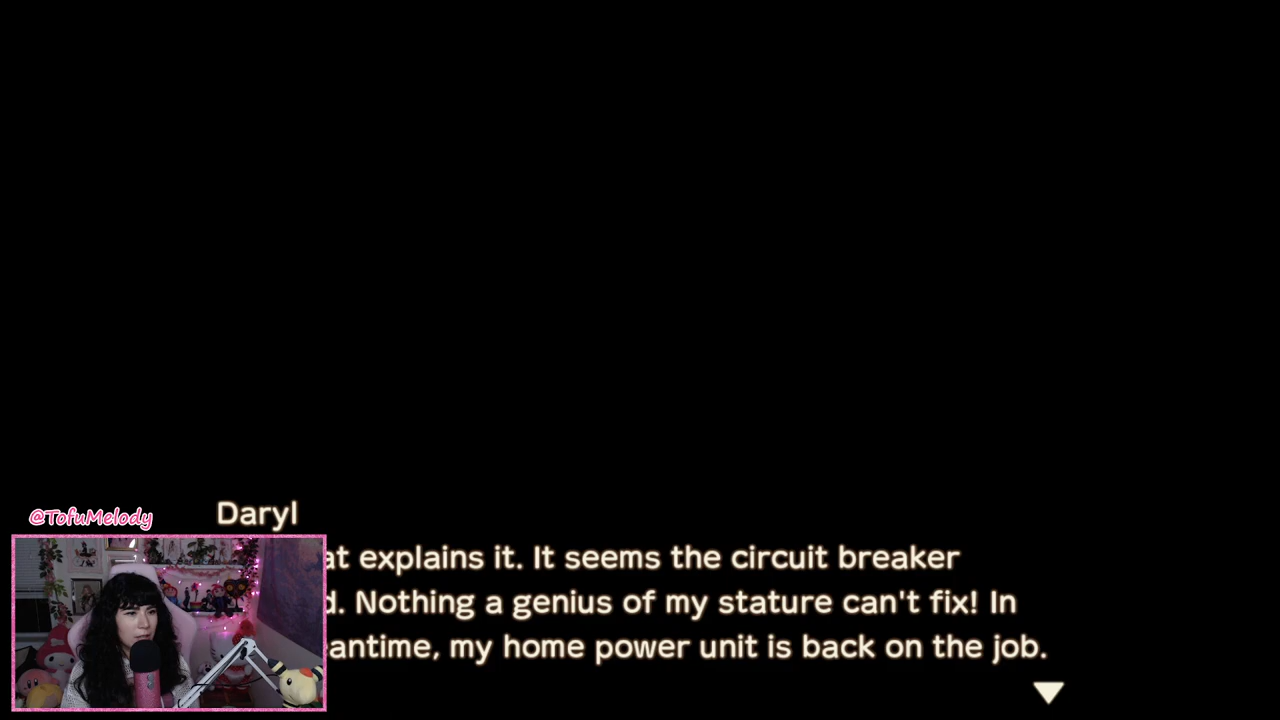 @TofuMelody
Daryl
at explains it. It seems the circuit breaker
d. Nothing a genius of my stature can't fix! In
eantime, my home power unit is back on the job.